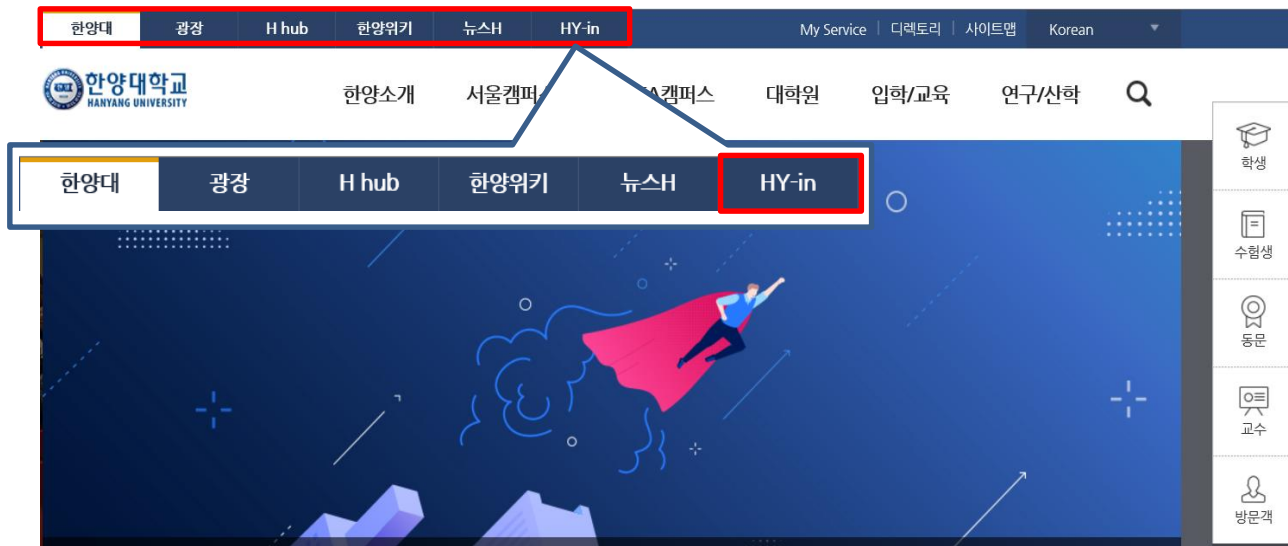 한양대 광장 H hub 한양위키 뉴스H HY-in My Service 디렉토리 사이트맵 Korean
한양대학교
HANYANG UNIVERSITY
한양소개 서울캠퍼 A캠퍼스 대학원 입학/교육 연구/산학
한양대 광장 H hub 한양위키 뉴스H HY-in
학생
수험생
동문
교수
방문객